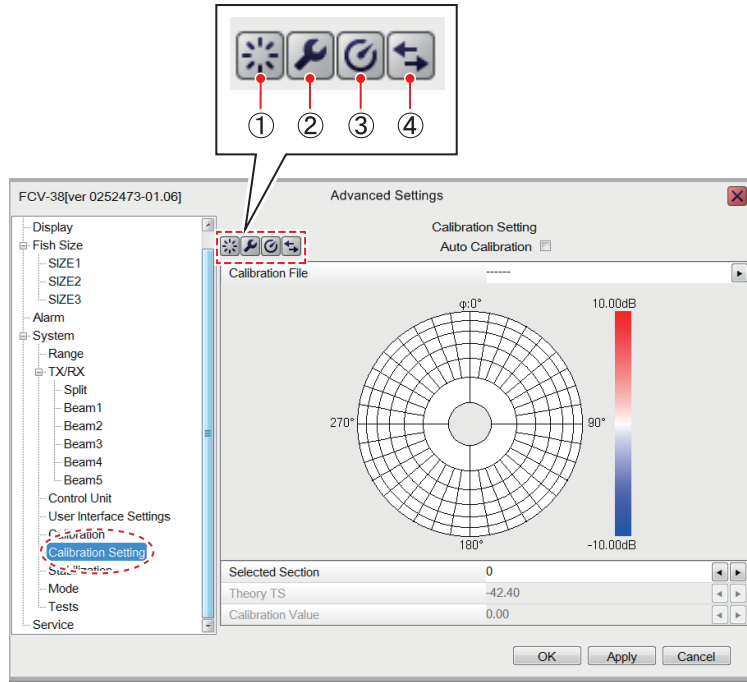 ① ② ③ ④
FCV-38[ver 0252473-01.06]
Advanced Settings
Display
Fish Size
SIZE1
SIZE2
SIZE3
Alarm
System
Range
TX/RX
Split
Beam1
Beam2
Beam3
Beam4
Beam5
Control Unit
User Interface Settings
Calibration
Calibration Setting
Stabilization
Mode
Tests
Service
Calibration Setting
Auto Calibration
Calibration File
------
φ:0°
10.00dB
270°
90°
180°
-10.00dB
Selected Section 0
Theory TS -42.40
Calibration Value 0.00
OK Apply Cancel